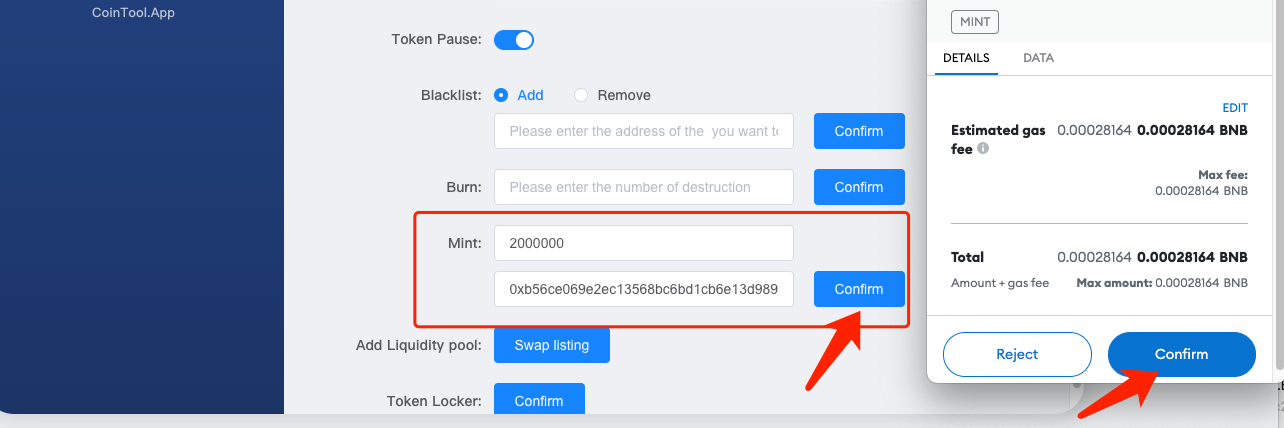 CoinTool.App
Token Pause:
Blacklist: Add Remove
Please enter the address of the you want t
Confirm
Burn: Please enter the number of destruction Confirm
Mint: 2000000
0xb56ce069e2ec13568bc6bd1cb6e13d989 Confirm
Add Liquidity pool: Swap listing
Token Locker: Confirm
MINT
DETAILS DATA
EDIT
Estimated gas fee 0.00028164 0.00028164 BNB
Max fee:
0.00028164 BNB
Total 0.00028164 0.00028164 BNB
Amount + gas fee Max amount: 0.00028164 BNB
Reject Confirm